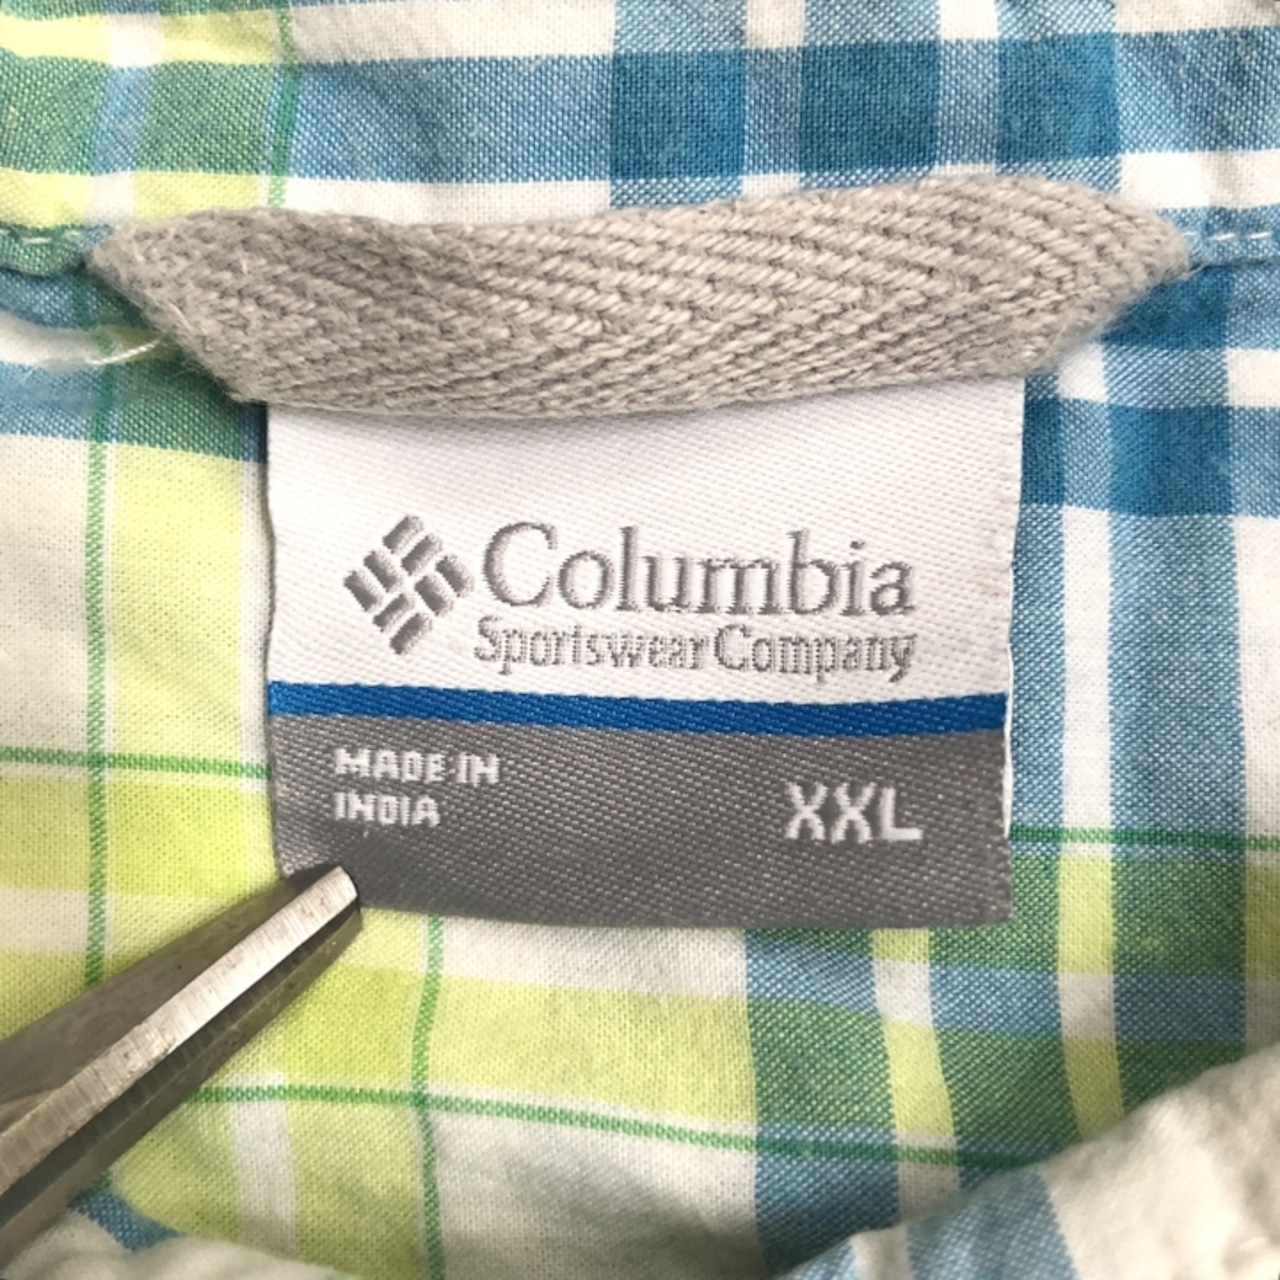 Columbia
Sportswear Company
MADE IN
INDIA
XXL